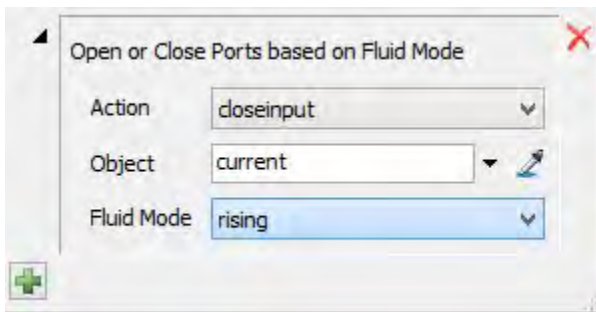 Open or Close Ports based on Fluid Mode
Action closeinput
Object current
Fluid Mode rising